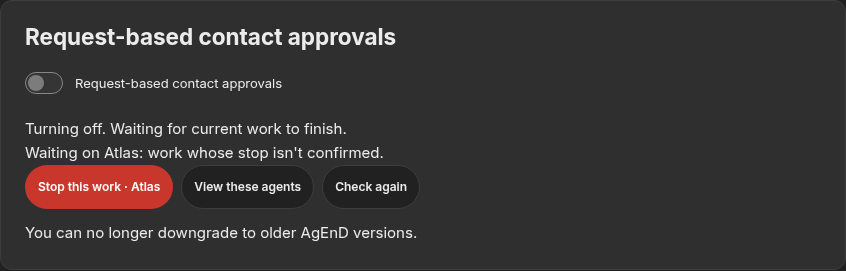 Request-based contact approvals
Request-based contact approvals
Turning off. Waiting for current work to finish.
Waiting on Atlas: work whose stop isn't confirmed.
Stop this work · Atlas
View these agents
Check again
You can no longer downgrade to older AgEnD versions.